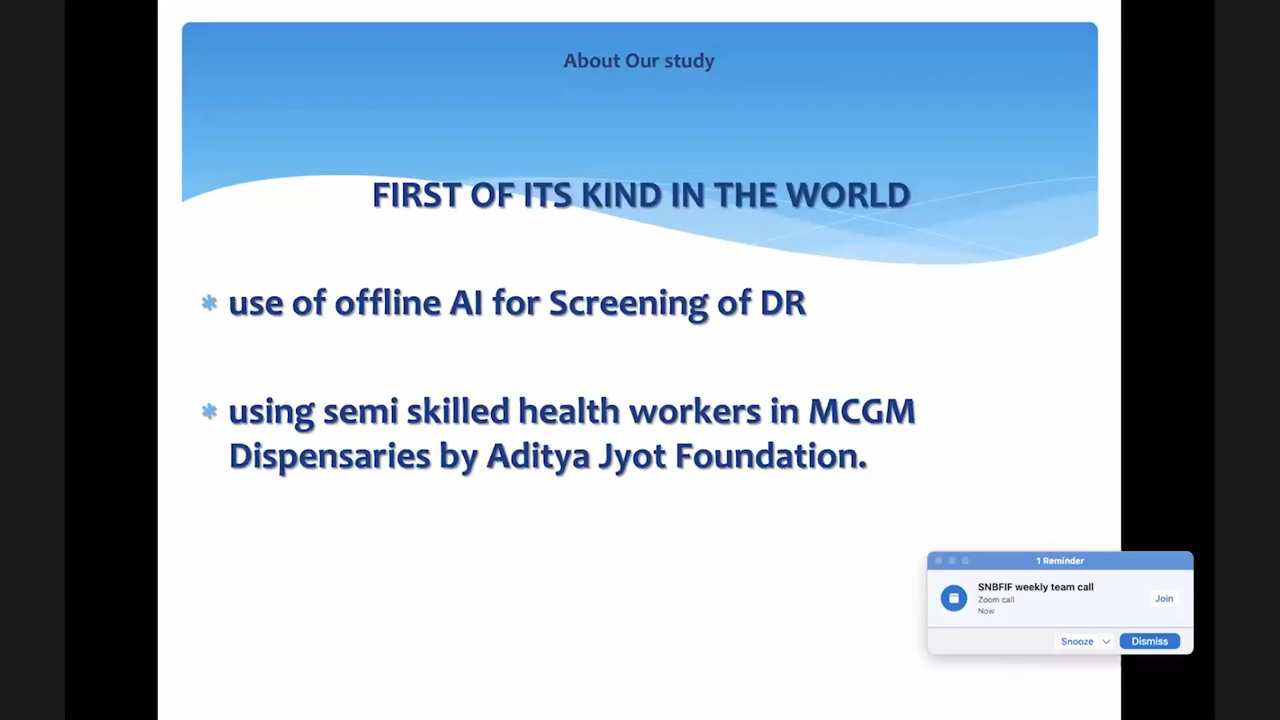 About Our study
FIRST OF ITS KIND IN THE WORLD
* use of offline AI for Screening of DR
* using semi skilled health workers in MCGM
Dispensaries by Aditya Jyot Foundation.
1 Reminder
SNBFIF weekly team call
Zoom call
Now
Join
Snooze
Dismiss